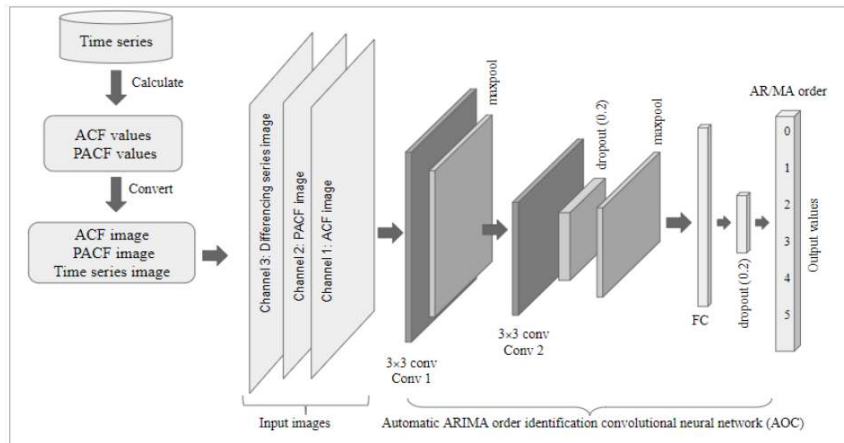 Time series
Calculate
ACF values
PACF values
Convert
ACF image
PACF image
Time series image
Channel 3: Differencing series image
Channel 2: PACF image
Channel 1: ACF image
Input images
3×3 conv
Conv 1
maxpool
3×3 conv
Conv 2
dropout (0.2)
maxpool
FC
dropout (0.2)
AR/MA order
0
1
2
3
4
5
Output values
Automatic ARIMA order identification convolutional neural network (AOC)